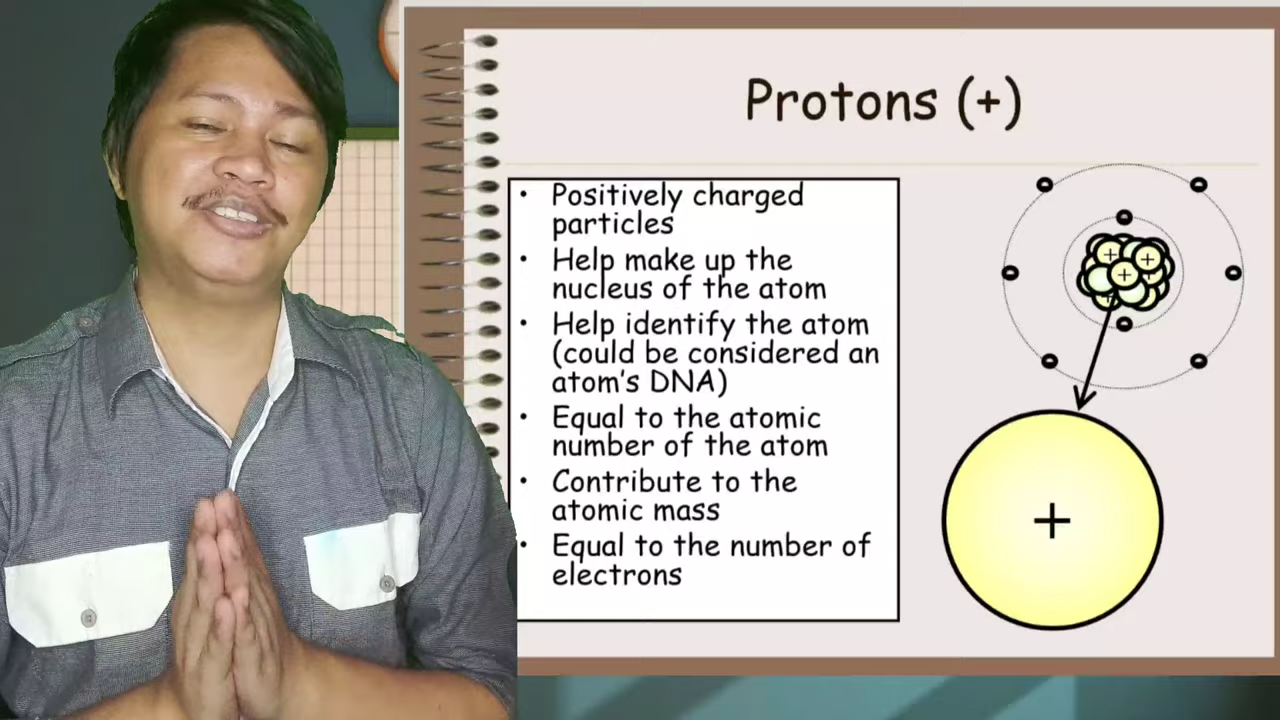 Protons (+)
• Positively charged
particles
• Help make up the
nucleus of the atom
• Help identify the atom
(could be considered an
atom's DNA)
• Equal to the atomic
number of the atom
• Contribute to the
atomic mass
• Equal to the number of
electrons
+
+
+
+